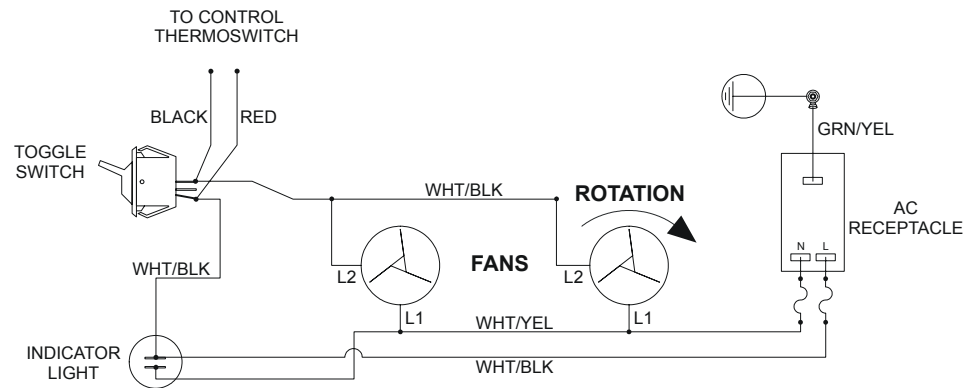 TO CONTROL
THERMOSWITCH
BLACK
RED
GRN/YEL
TOGGLE
SWITCH
WHT/BLK
ROTATION
AC
RECEPTACLE
N
L
WHT/BLK
L2
FANS
L2
L1
L1
WHT/YEL
INDICATOR
LIGHT
WHT/BLK